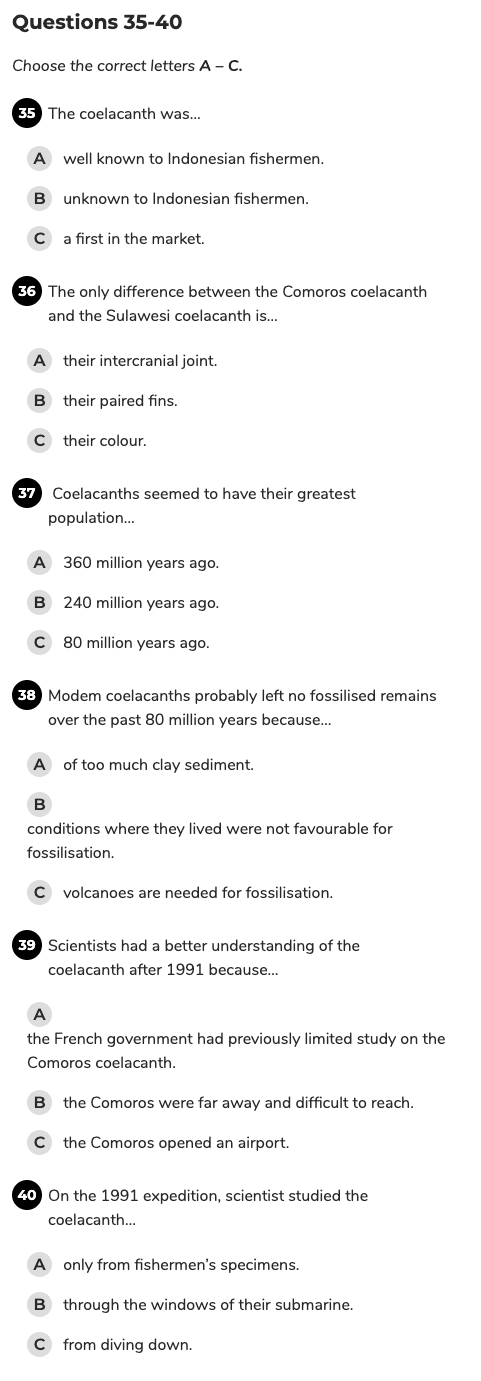 Questions 35-40
Choose the correct letters A – C.
35 The coelacanth was...
A well known to Indonesian fishermen.
B unknown to Indonesian fishermen.
C a first in the market.
36 The only difference between the Comoros coelacanth
and the Sulawesi coelacanth is...
A their intercranial joint.
B their paired fins.
C their colour.
37 Coelacanths seemed to have their greatest
population...
A 360 million years ago.
B 240 million years ago.
C 80 million years ago.
38 Modem coelacanths probably left no fossilised remains
over the past 80 million years because...
A of too much clay sediment.
B
conditions where they lived were not favourable for
fossilisation.
C volcanoes are needed for fossilisation.
39 Scientists had a better understanding of the
coelacanth after 1991 because...
A
the French government had previously limited study on the
Comoros coelacanth.
B the Comoros were far away and difficult to reach.
C the Comoros opened an airport.
40 On the 1991 expedition, scientist studied the
coelacanth...
A only from fishermen’s specimens.
B through the windows of their submarine.
C from diving down.